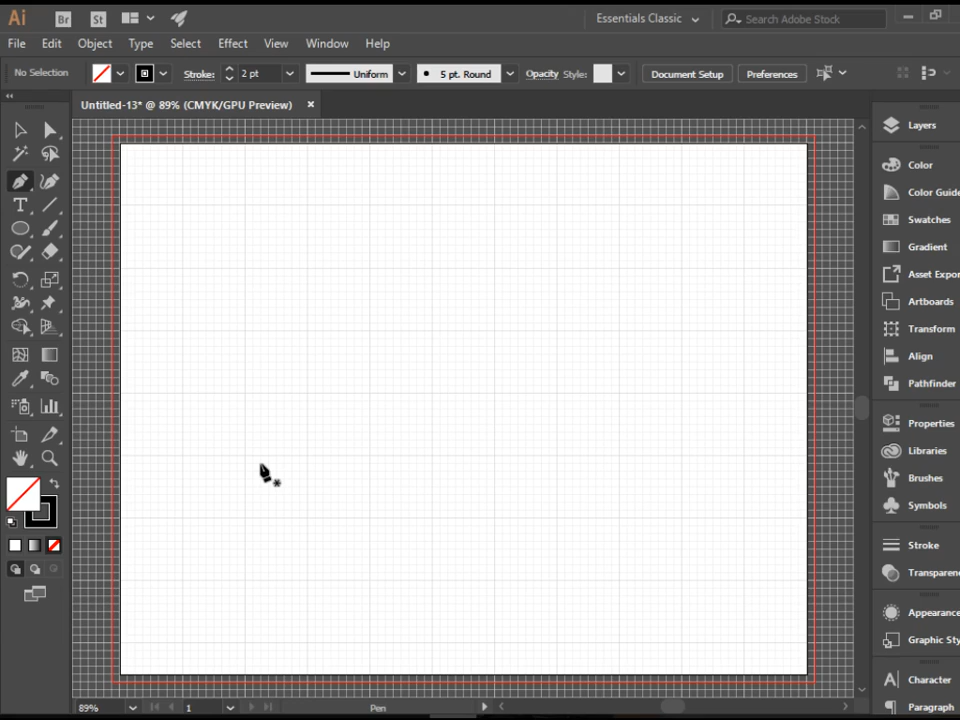 Ai Br St Essentials Classic Search Adobe Stock
File Edit Object Type Select Effect View Window Help
No Selection Stroke: 2 pt Uniform 5 pt. Round Opacity Style: Document Setup Preferences
Untitled-13* @ 89% (CMYK/GPU Preview) ×
Layers
Color
Color Guide
Swatches
Gradient
Asset Expor
Artboards
Transform
Align
Pathfinder
Properties
Libraries
Brushes
Symbols
Stroke
Transparen
Appearance
Graphic Sty
Character
Paragraph
89% 1 Pen